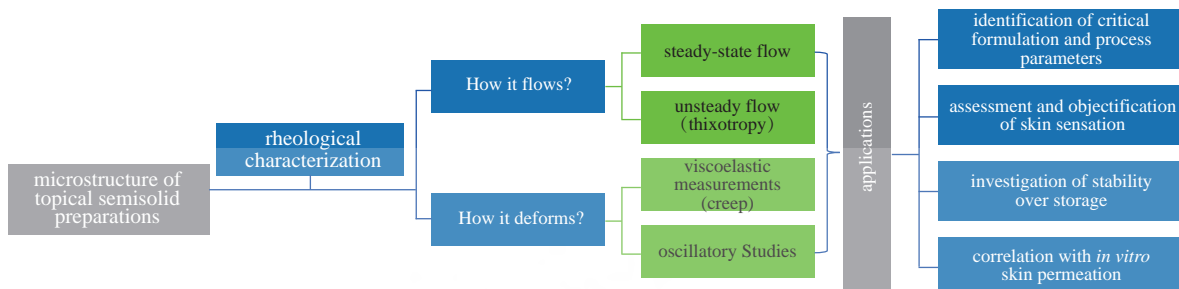 microstructure of
topical semisolid
preparations
rheological
characterization
How it flows?
How it deforms?
steady-state flow
unsteady flow
(thixotropy)
viscoelastic
measurements
(creep)
oscillatory Studies
applications
identification of critical
formulation and process
parameters
assessment and objectification
of skin sensation
investigation of stability
over storage
correlation with in vitro
skin permeation